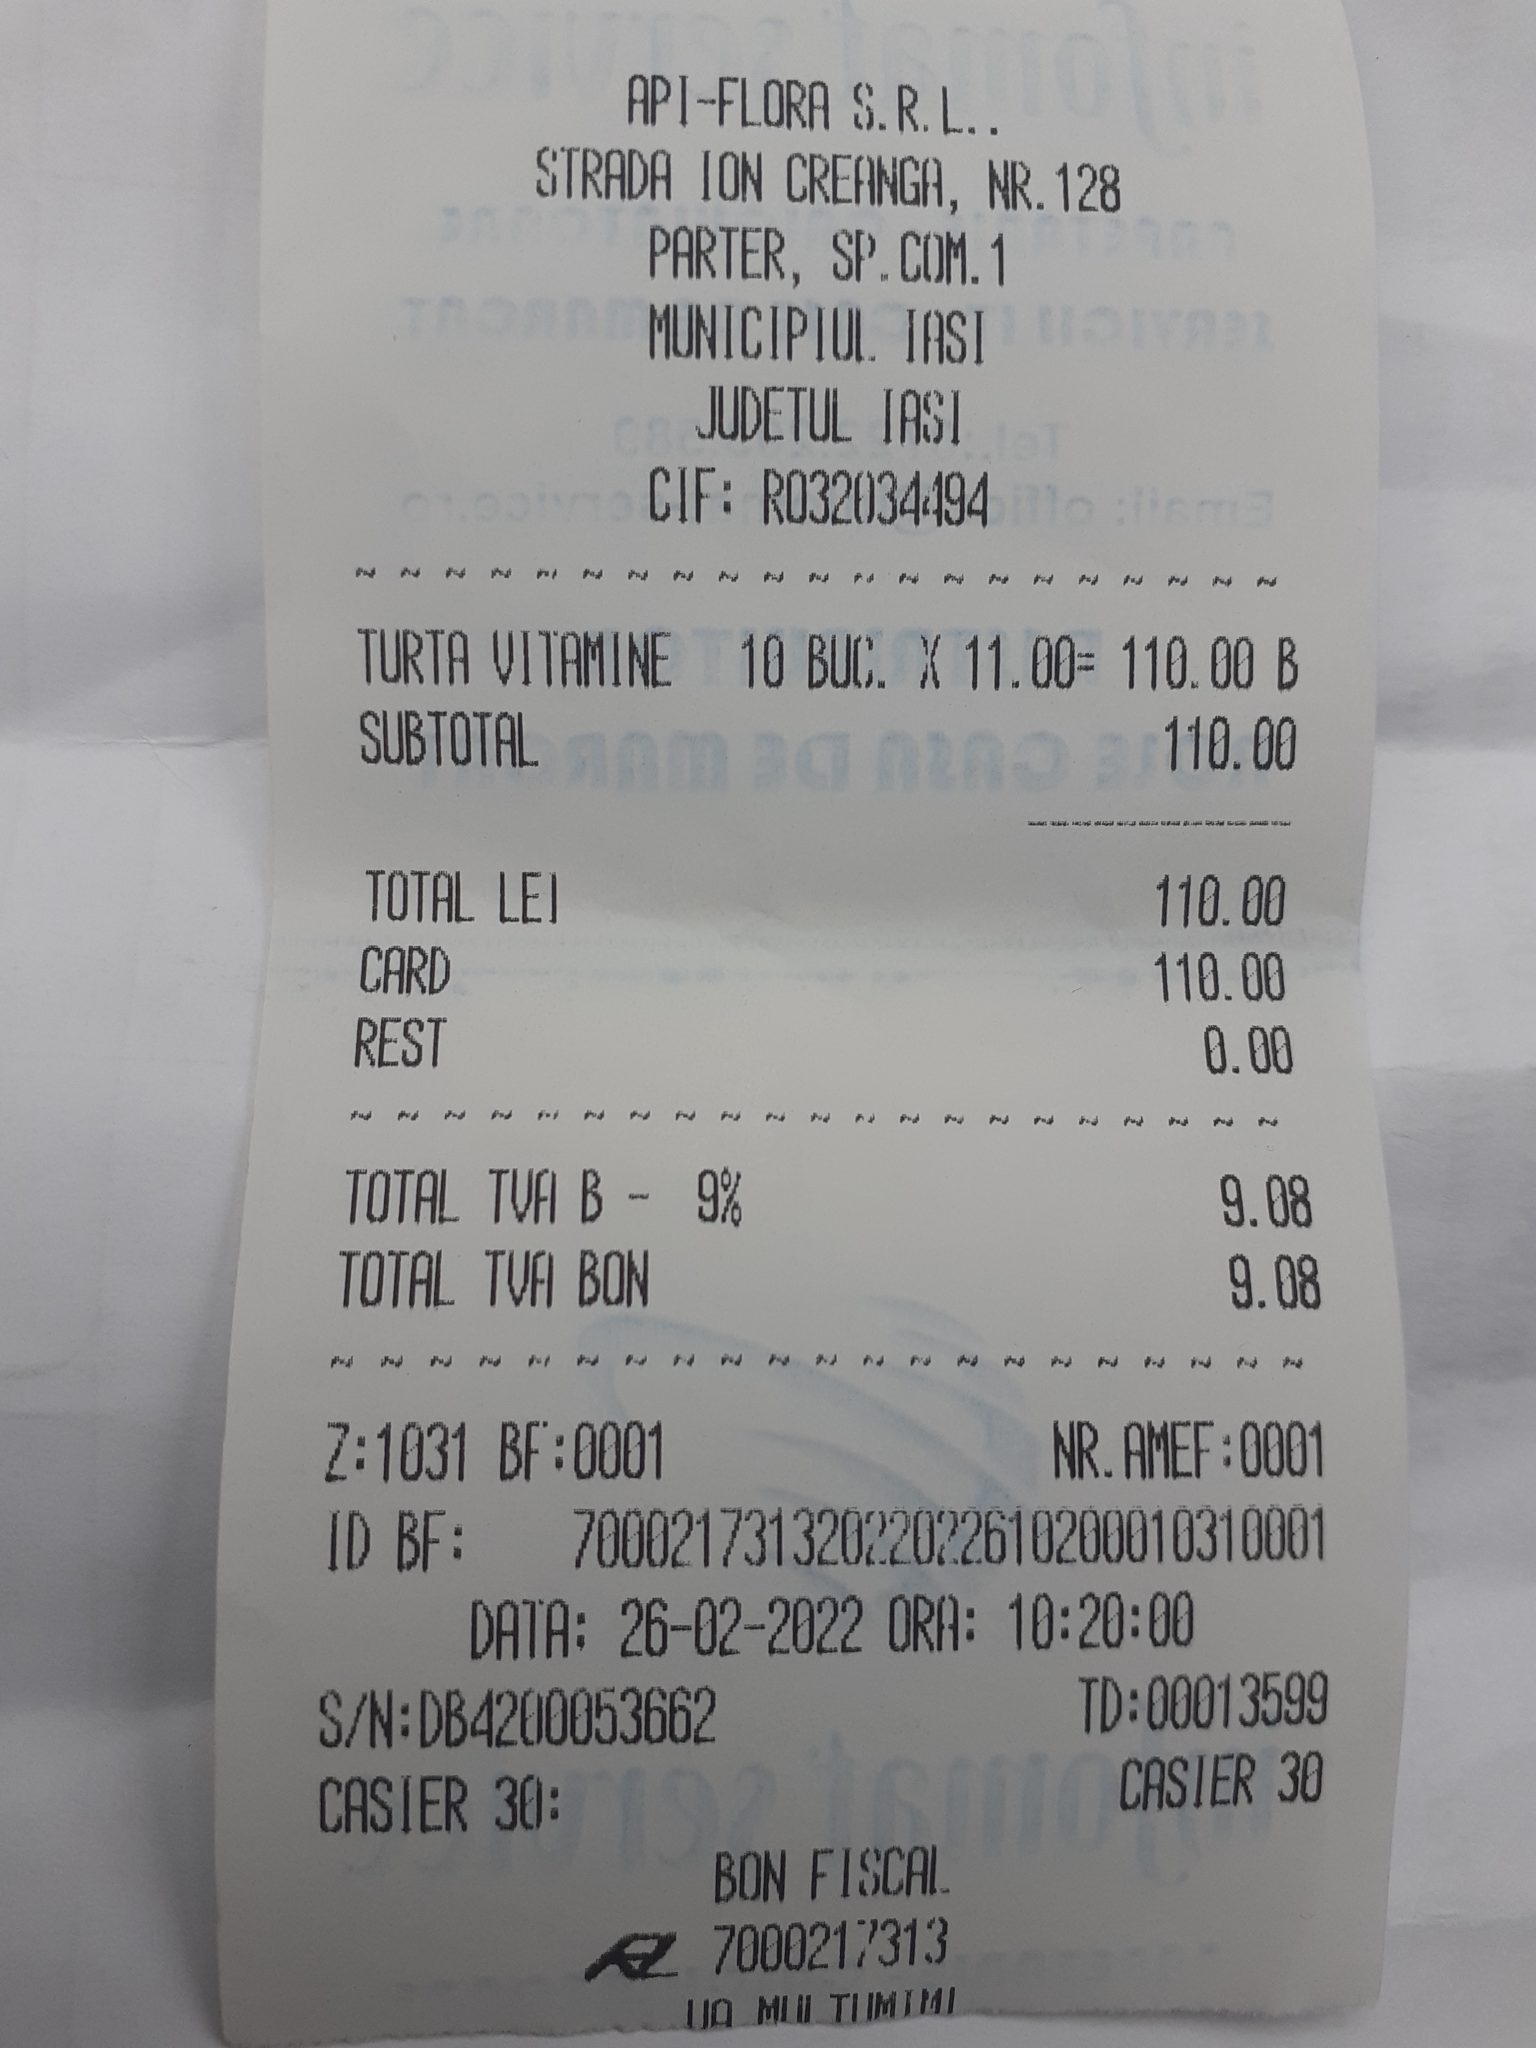 API-FLORA S.R.L..
STRADA ION CREANGA, NR.128
PARTER, SP.COM.1
MUNICIPIUL IASI
JUDETUL IASI
CIF: RO32034494
~ ~ ~ ~ ~ ~ ~ ~ ~ ~ ~ ~ ~ ~ ~ ~ ~ ~ ~ ~ ~
TURTA VITAMINE 10 BUC. X 11.00= 110.00 B
SUBTOTAL 110.00
------------
TOTAL LEI 110.00
CARD 110.00
REST 0.00
~ ~ ~ ~ ~ ~ ~ ~ ~ ~ ~ ~ ~ ~ ~ ~ ~ ~ ~ ~ ~
TOTAL TVA B - 9% 9.08
TOTAL TVA BON 9.08
~ ~ ~ ~ ~ ~ ~ ~ ~ ~ ~ ~ ~ ~ ~ ~ ~ ~ ~ ~ ~
Z:1031 BF:0001 NR.AMEF:0001
ID BF: 70002173132022022610200010310001
DATA: 26-02-2022 ORA: 10:20:00
S/N:DB4200053662 TD:00013599
CASIER 30: CASIER 30
BON FISCAL
7000217313
VA MULTUMIM!